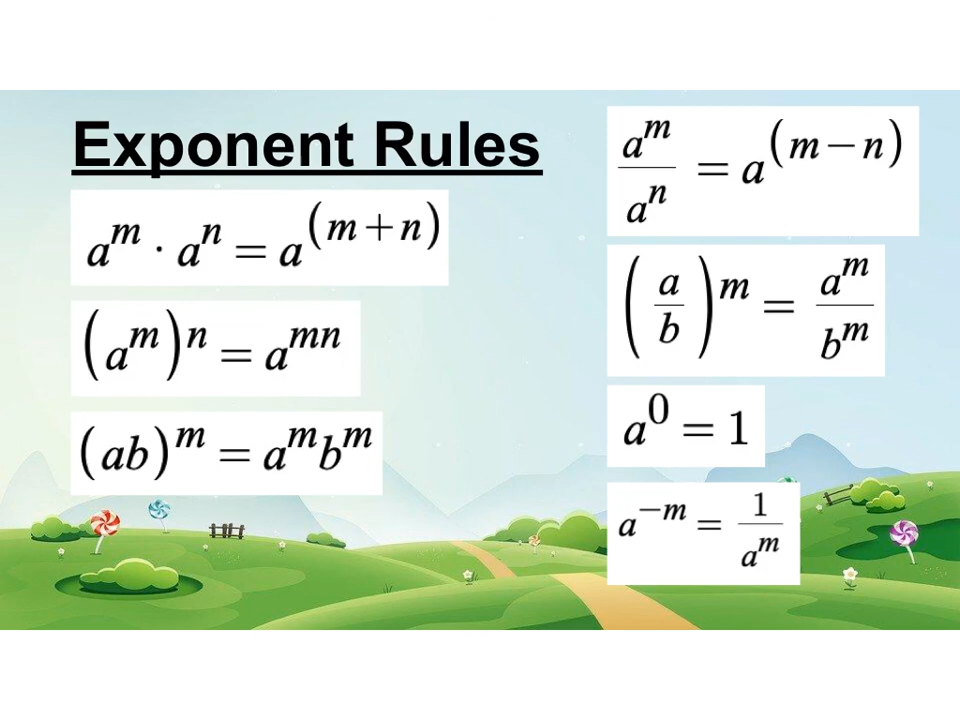 Exponent Rules
a^m · a^n = a^(m+n)
(a^m)^n = a^mn
(ab)^m = a^m b^m
a^m / a^n = a^(m−n)
(a/b)^m = a^m / b^m
a^0 = 1
a^−m = 1 / a^m